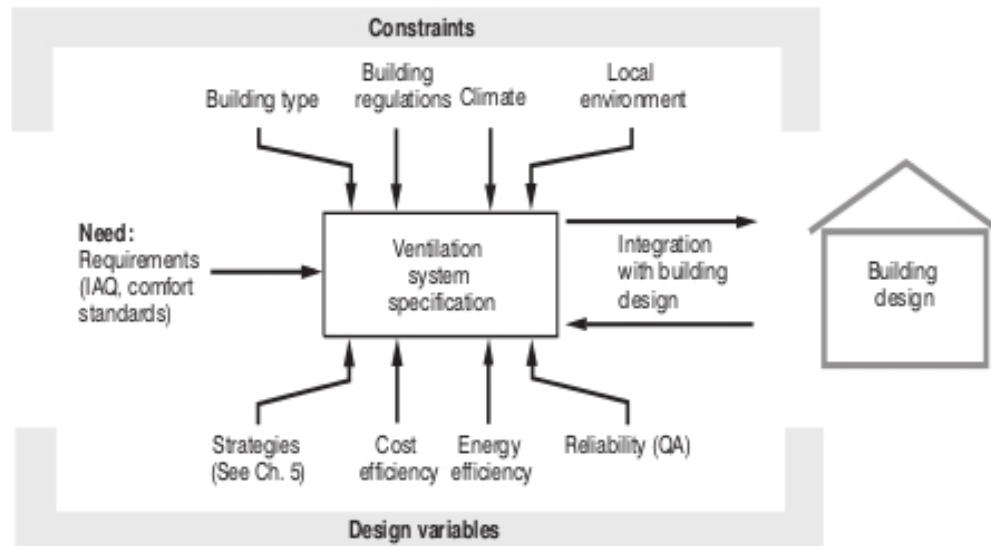 Constraints
Building type
Building
regulations
Climate
Local
environment
Need:
Requirements
(IAQ, comfort
standards)
Ventilation
system
specification
Integration
with building
design
Building
design
Strategies
(See Ch. 5)
Cost
efficiency
Energy
efficiency
Reliability (QA)
Design variables